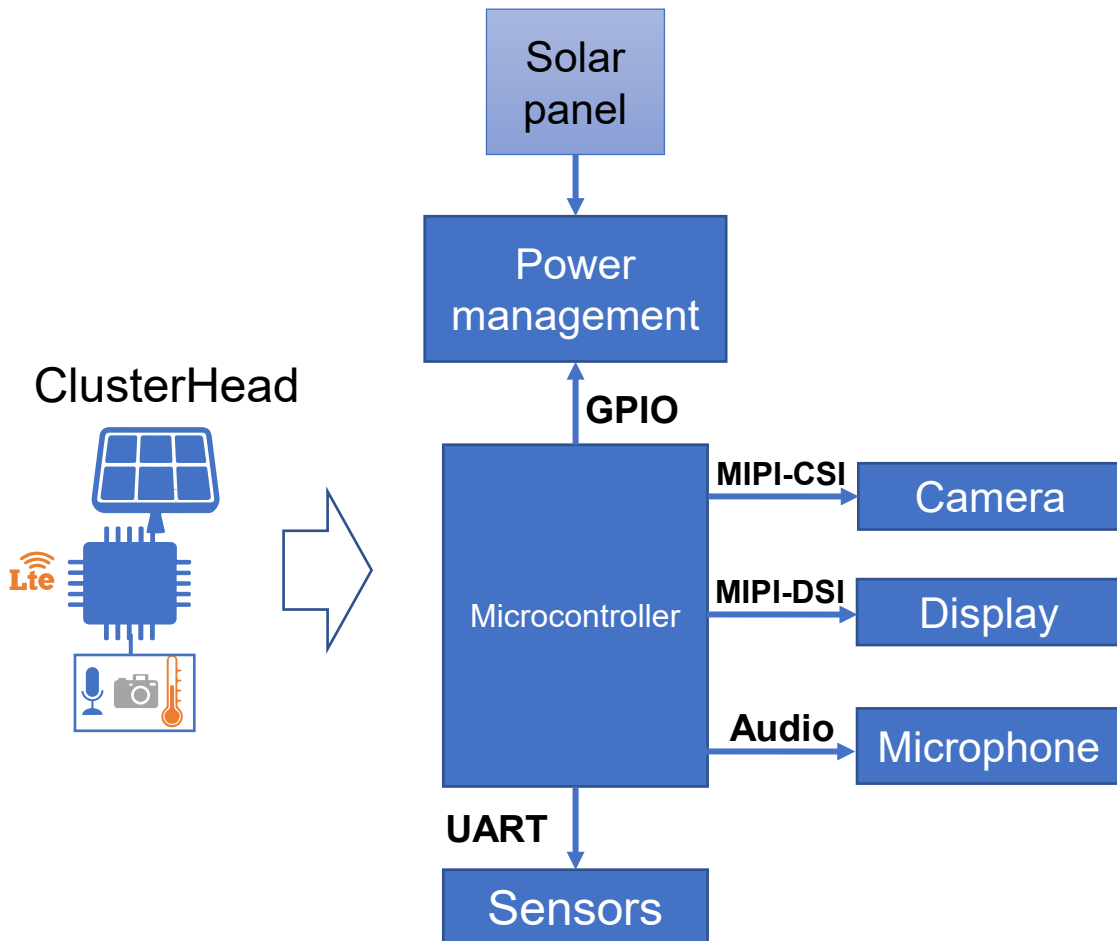 Solar
panel
Power
management
ClusterHead
GPIO
MIPI-CSI
Camera
Lte
MIPI-DSI
Microcontroller
Display
Audio
Microphone
UART
Sensors